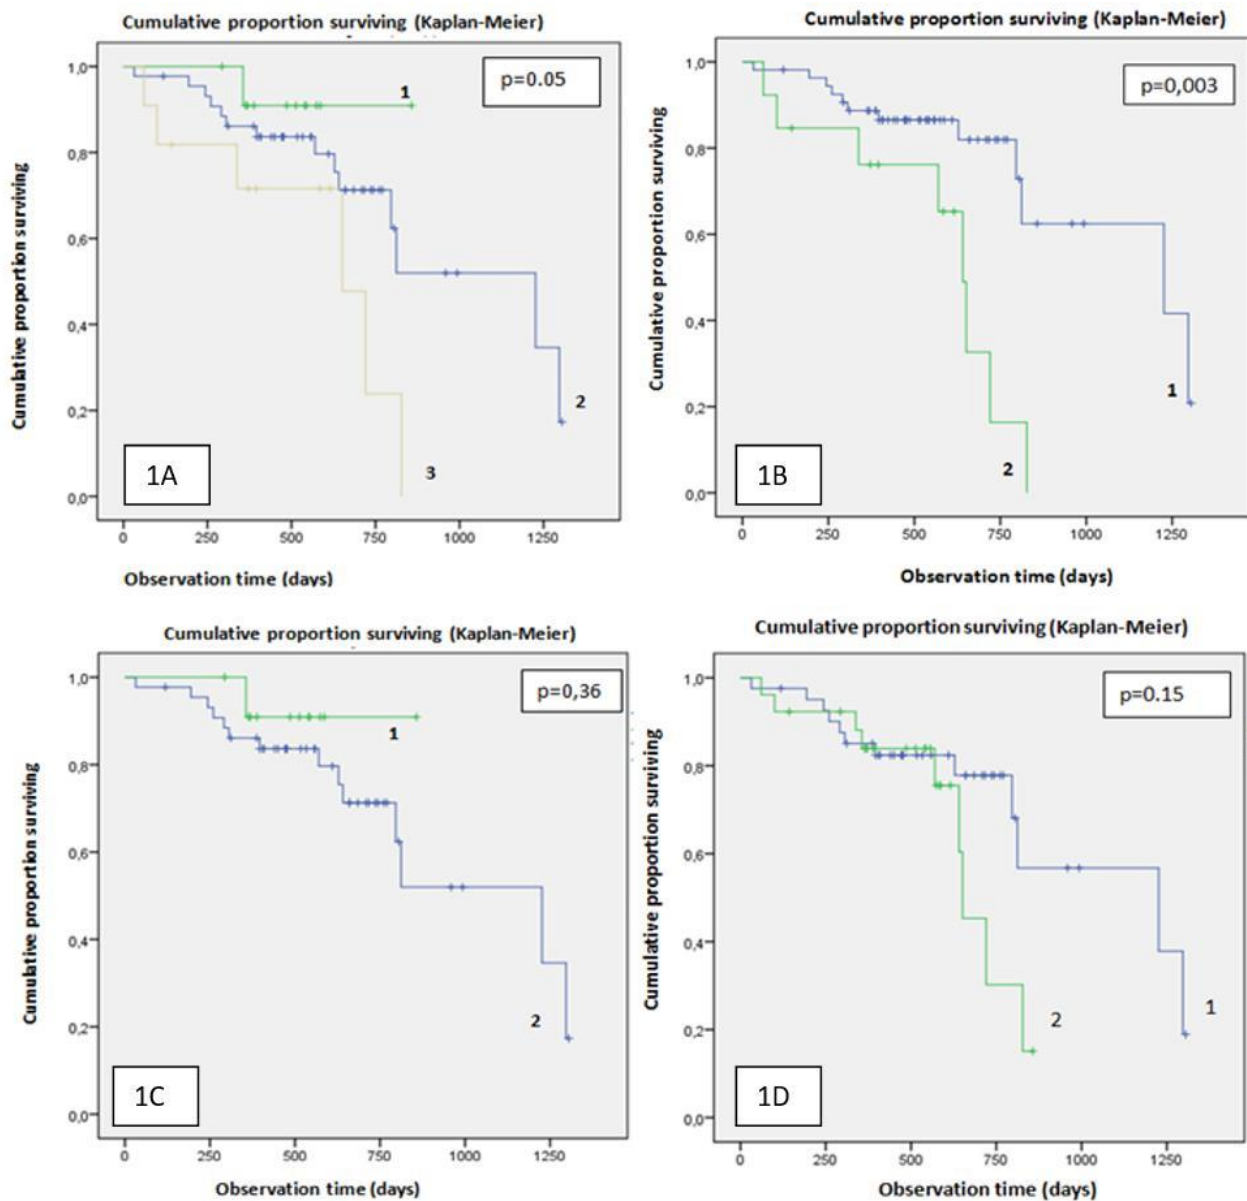 Cumulative proportion surviving (Kaplan-Meier)
Cumulative proportion surviving
1,0
0,8
0,6
0,4
0,2
0,0
p=0.05
1
2
3
1A
0
250
500
750
1000
1250
Observation time (days)
Cumulative proportion surviving (Kaplan-Meier)
Cumulative proportion surviving
1,0
0,8
0,6
0,4
0,2
0,0
p=0,003
1
2
1B
0
250
500
750
1000
1250
Observation time (days)
Cumulative proportion surviving (Kaplan-Meier)
Cumulative proportion surviving
1,0
0,8
0,6
0,4
0,2
0,0
p=0,36
1
2
1C
0
250
500
750
1000
1250
Observation time (days)
Cumulative proportion surviving (Kaplan-Meier)
Cumulative proportion surviving
1,0
0,8
0,6
0,4
0,2
0,0
p=0.15
2
1
1D
0
250
500
750
1000
1250
Observation time (days)